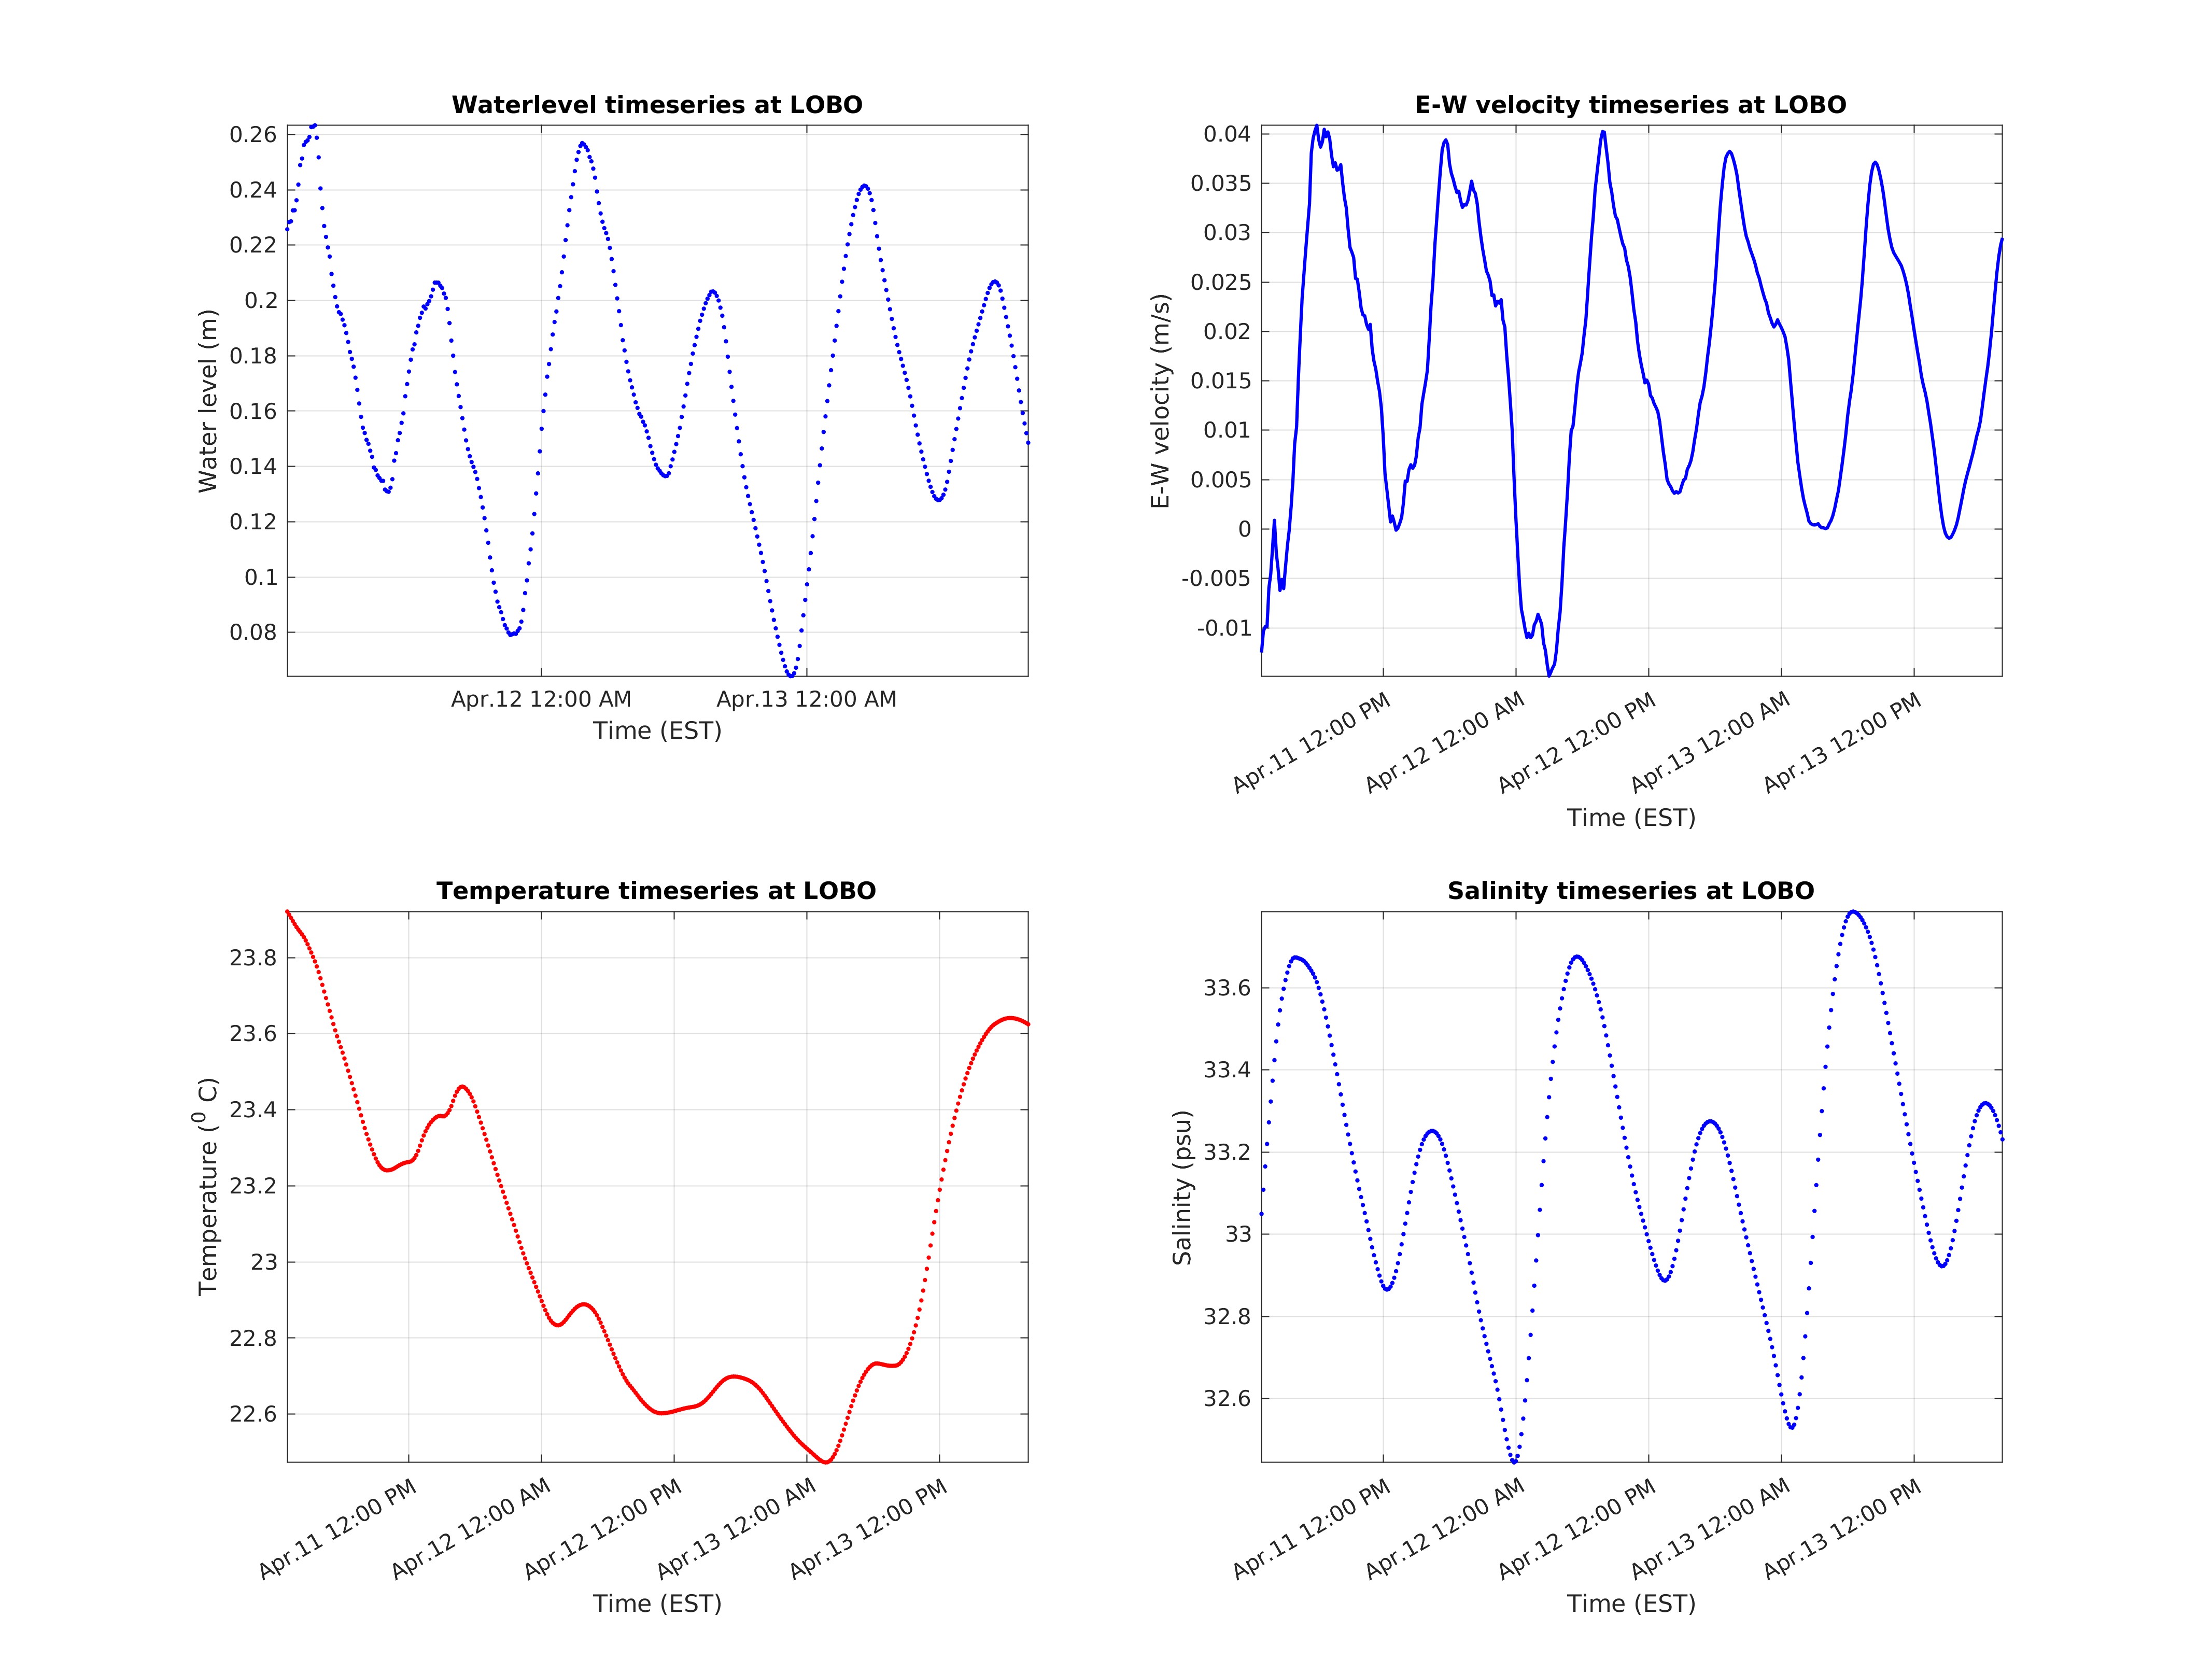 Waterlevel timeseries at LOBO
0.26
0.24
0.22
0.2
0.18
0.16
0.14
0.12
0.1
0.08
Water level (m)
Apr.12 12:00 AM
Apr.13 12:00 AM
Time (EST)
E-W velocity timeseries at LOBO
0.04
0.035
0.03
0.025
0.02
0.015
0.01
0.005
0
-0.005
-0.01
E-W velocity (m/s)
Apr.11 12:00 PM
Apr.12 12:00 AM
Apr.12 12:00 PM
Apr.13 12:00 AM
Apr.13 12:00 PM
Time (EST)
Temperature timeseries at LOBO
23.8
23.6
23.4
23.2
23
22.8
22.6
Temperature (⁰ C)
Apr.11 12:00 PM
Apr.12 12:00 AM
Apr.12 12:00 PM
Apr.13 12:00 AM
Apr.13 12:00 PM
Time (EST)
Salinity timeseries at LOBO
33.6
33.4
33.2
33
32.8
32.6
Salinity (psu)
Apr.11 12:00 PM
Apr.12 12:00 AM
Apr.12 12:00 PM
Apr.13 12:00 AM
Apr.13 12:00 PM
Time (EST)